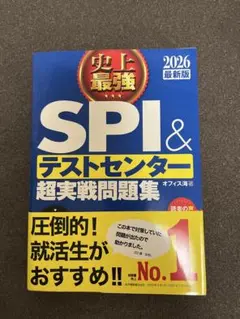 史上
最強
2026
最新版
SPI&
テストセンター
オフィス海
超実戦問題集
圧倒的！
就活生が
おすすめ!!
この本で対策していた
問題が出たので
助かりました。
No.1